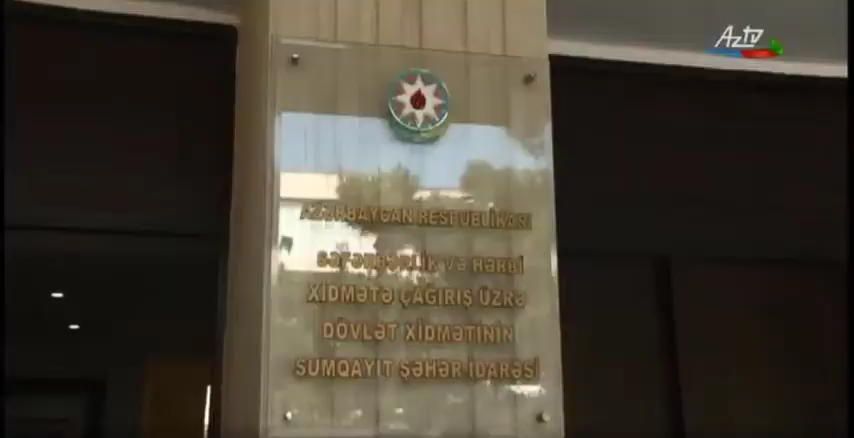 AzTV
AZƏRBAYCAN RESPUBLİKASI
SƏFƏRBƏRLİK VƏ HƏRBİ
XİDMƏTƏ ÇAĞIRIŞ ÜZRƏ
DÖVLƏT XİDMƏTİNİN
SUMQAYIT ŞƏHƏR İDARƏSİ